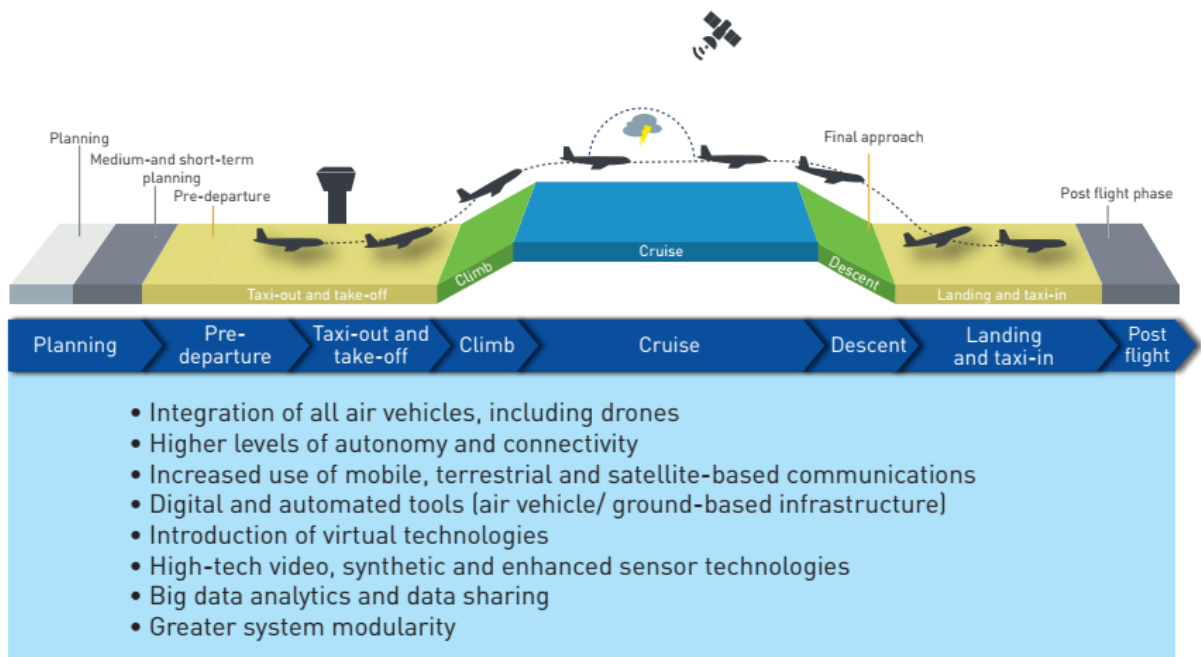 Planning
Medium-and short-term
planning
Pre-departure
Final approach
Post flight phase
Taxi-out and take-off
Climb
Cruise
Descent
Landing and taxi-in
Planning
Pre-
departure
Taxi-out and
take-off
Climb
Cruise
Descent
Landing
and taxi-in
Post
flight
• Integration of all air vehicles, including drones
• Higher levels of autonomy and connectivity
• Increased use of mobile, terrestrial and satellite-based communications
• Digital and automated tools (air vehicle/ ground-based infrastructure)
• Introduction of virtual technologies
• High-tech video, synthetic and enhanced sensor technologies
• Big data analytics and data sharing
• Greater system modularity